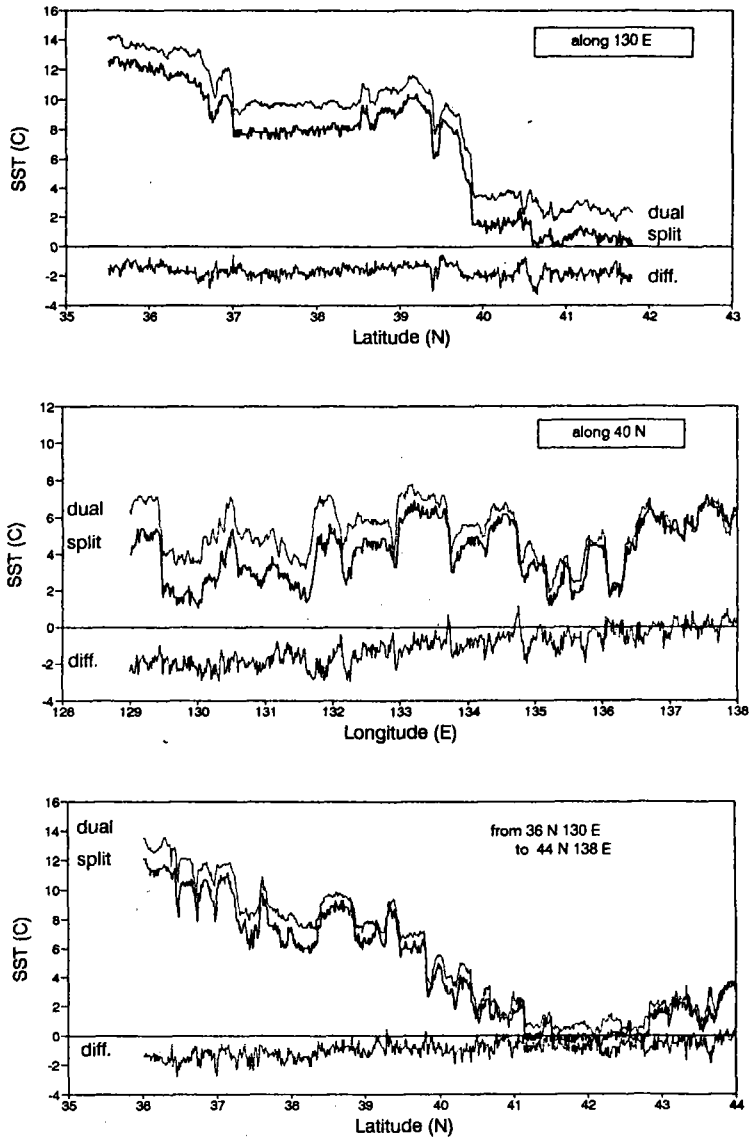 16
14
12
10
8
6
4
2
0
-2
-4
SST (C)
along 130 E
dual
split
diff.
35 36 37 38 39 40 41 42 43
Latitude (N)
12
10
8
6
4
2
0
-2
-4
SST (C)
along 40 N
dual
split
diff.
128 129 130 131 132 133 134 135 136 137 138
Longitude (E)
16
14
12
10
8
6
4
2
0
-2
-4
SST (C)
from 36 N 130 E
to 44 N 138 E
dual
split
diff.
35 36 37 38 39 40 41 42 43 44
Latitude (N)